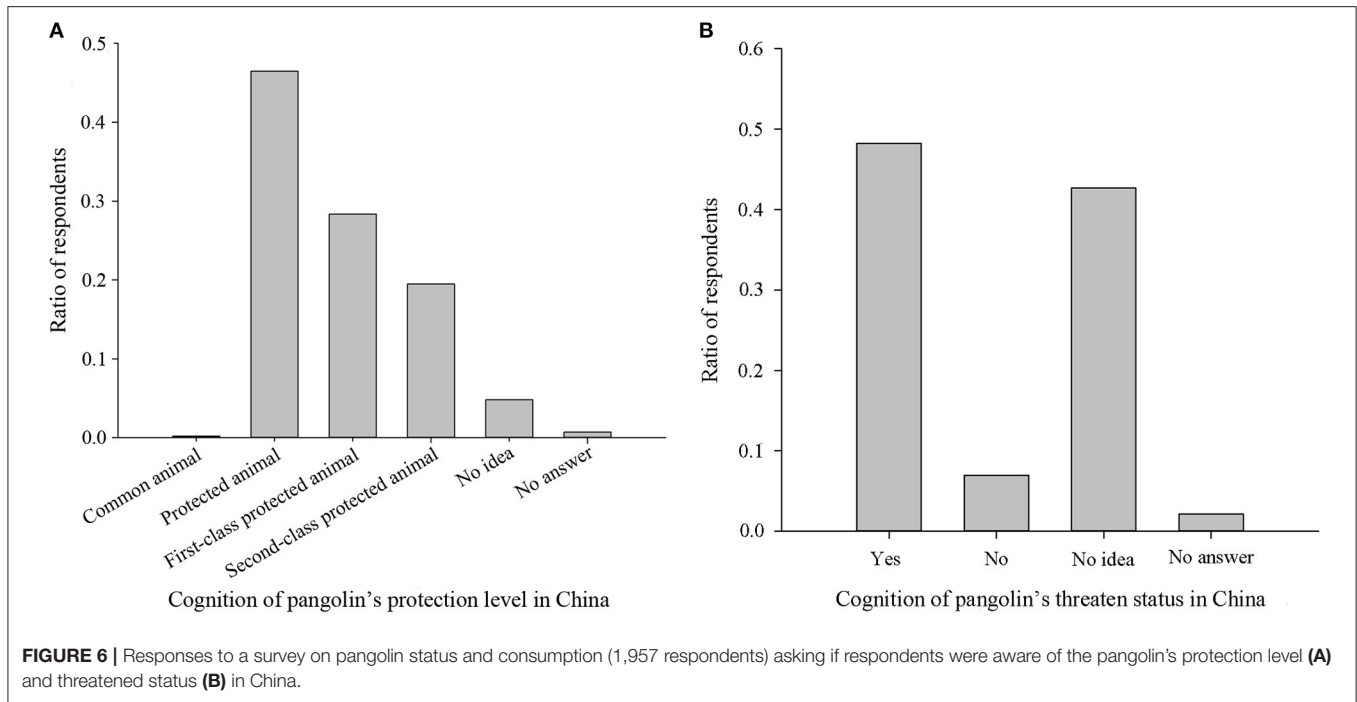 A
0.5
0.4
0.3
0.2
0.1
0.0
Ratio of respondents
Common animal
Protected animal
First-class protected animal
Second-class protected animal
No idea
No answer
Cognition of pangolin's protection level in China
B
0.6
0.5
0.4
0.3
0.2
0.1
0.0
Ratio of respondents
Yes
No
No idea
No answer
Cognition of pangolin's threaten status in China
FIGURE 6 | Responses to a survey on pangolin status and consumption (1,957 respondents) asking if respondents were aware of the pangolin's protection level (A)
and threatened status (B) in China.